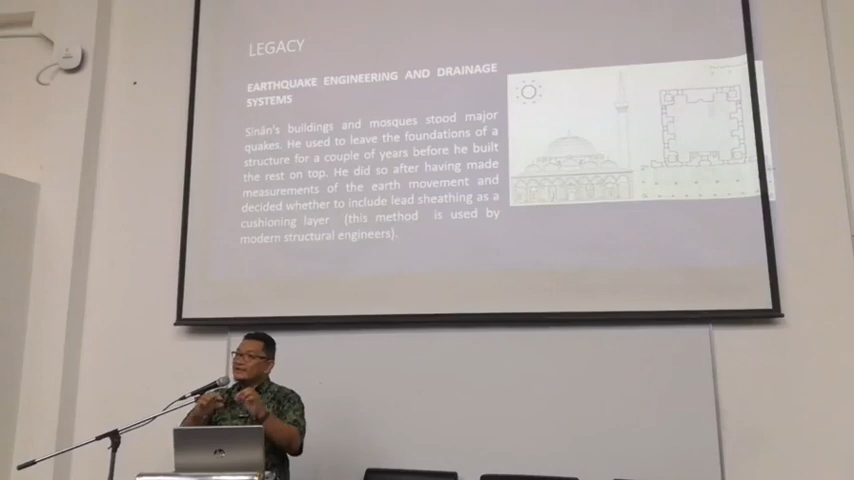 LEGACY
EARTHQUAKE ENGINEERING AND DRAINAGE
SYSTEMS
Sinân's buildings and mosques stood major
quakes. He used to leave the foundations of a
structure for a couple of years before he built
the rest on top. He did so after having made
measurements of the earth movement and
decided whether to include lead sheathing as a
cushioning layer (this method is used by
modern structural engineers).
hp